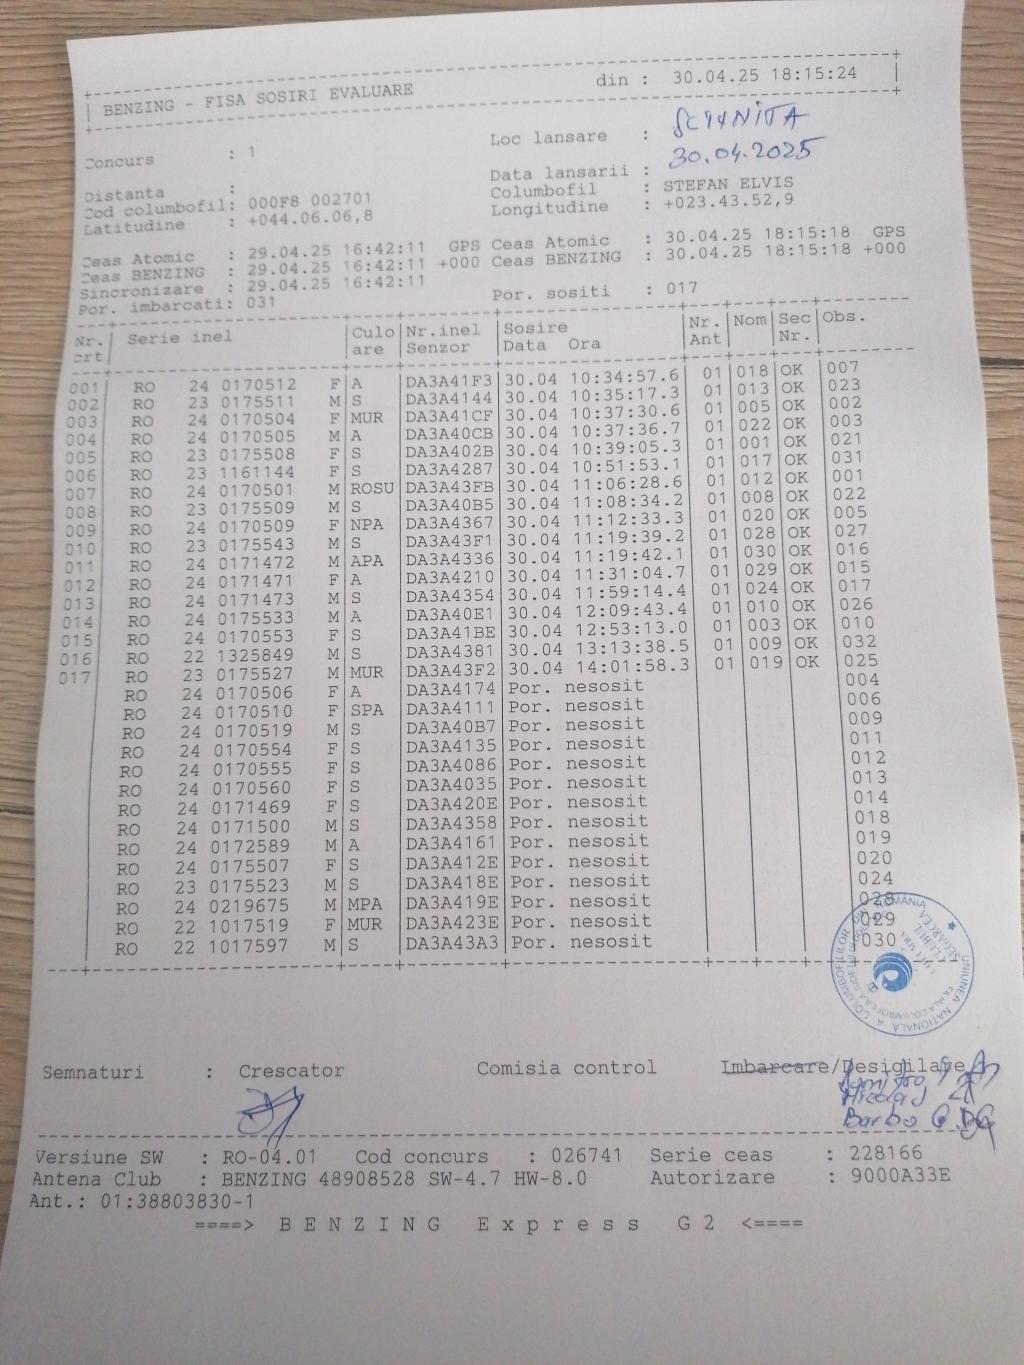 BENZING - FISA SOSIRI EVALUARE din : 30.04.25 18:15:24
Concurs : 1 Loc lansare :
Distanta : Data lansarii : 30.04.2025
Cod columbofil: 000F8 002701 Columbofil : STEFAN ELVIS
Latitudine : +044.06.06,8 Longitudine : +023.43.52,9
Ceas Atomic : 29.04.25 16:42:11 GPS Ceas Atomic : 30.04.25 18:15:18 GPS
Ceas BENZING : 29.04.25 16:42:11 +000 Ceas BENZING : 30.04.25 18:15:18 +000
Sincronizare : 29.04.25 16:42:11
Por. imbarcati: 031 Por. sositi : 017
Nr. Serie inel Culo Nr.inel Sosire Nr. Nom Sec Obs.
crt are Senzor Data Ora Ant Nr.
001 RO 24 0170512 F A DA3A41F3 30.04 10:34:57.6 01 018 OK 007
002 RO 23 0175511 M S DA3A4144 30.04 10:35:17.3 01 013 OK 023
003 RO 24 0170504 F MUR DA3A41CF 30.04 10:37:30.6 01 005 OK 002
004 RO 24 0170505 M A DA3A40CB 30.04 10:37:36.7 01 022 OK 003
005 RO 23 0175508 F S DA3A402B 30.04 10:39:05.3 01 001 OK 021
006 RO 23 1161144 F S DA3A4287 30.04 10:51:53.1 01 017 OK 031
007 RO 24 0170501 M ROSU DA3A43FB 30.04 11:06:28.6 01 012 OK 001
008 RO 23 0175509 M S DA3A40B5 30.04 11:08:34.2 01 008 OK 022
009 RO 24 0170509 F NPA DA3A4367 30.04 11:12:33.3 01 020 OK 005
010 RO 23 0175543 M S DA3A43F1 30.04 11:19:39.2 01 028 OK 027
011 RO 24 0171472 M APA DA3A4336 30.04 11:19:42.1 01 030 OK 016
012 RO 24 0171471 F A DA3A4210 30.04 11:31:04.7 01 029 OK 015
013 RO 24 0171473 M S DA3A4354 30.04 11:59:14.4 01 024 OK 017
014 RO 24 0175533 M A DA3A40E1 30.04 12:09:43.4 01 010 OK 026
015 RO 24 0170553 F S DA3A41BE 30.04 12:53:13.0 01 003 OK 010
016 RO 22 1325849 M S DA3A4381 30.04 13:13:38.5 01 009 OK 032
017 RO 23 0175527 M MUR DA3A43F2 30.04 14:01:58.3 01 019 OK 025
RO 24 0170506 F A DA3A4174 Por. nesosit 004
RO 24 0170510 F SPA DA3A4111 Por. nesosit 006
RO 24 0170519 M S DA3A40B7 Por. nesosit 009
RO 24 0170554 F S DA3A4135 Por. nesosit 011
RO 24 0170555 F S DA3A4086 Por. nesosit 012
RO 24 0170560 F S DA3A4035 Por. nesosit 013
RO 24 0171469 F S DA3A420E Por. nesosit 014
RO 24 0171500 M S DA3A4358 Por. nesosit 018
RO 24 0172589 M A DA3A4161 Por. nesosit 019
RO 24 0175507 F S DA3A412E Por. nesosit 020
RO 23 0175523 M S DA3A418E Por. nesosit 024
RO 24 0219675 M MPA DA3A419E Por. nesosit 028
RO 22 1017519 F MUR DA3A423E Por. nesosit 029
RO 22 1017597 M S DA3A43A3 Por. nesosit 030
UNIUNEA NATIONALĂ A COLUMBOFILILOR DIN ROMANIA
CLUBUL
SEGARCEA
Semnaturi : Crescator Comisia control Imbarcare/Desigilare
Barbo
Versiune SW : RO-04.01 Cod concurs : 026741 Serie ceas : 228166
Antena Club : BENZING 48908528 SW-4.7 HW-8.0 Autorizare : 9000A33E
Ant.: 01:38803830-1
====> B E N Z I N G E x p r e s s G 2 <====